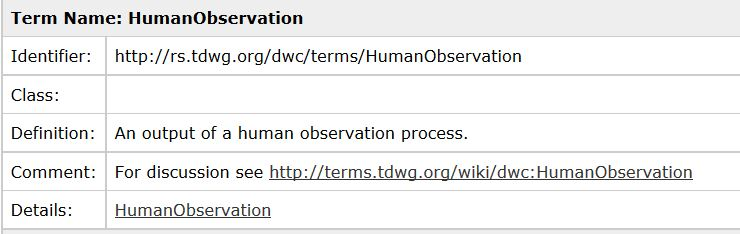 Term Name: HumanObservation
Identifier: http://rs.tdwg.org/dwc/terms/HumanObservation
Class:
Definition: An output of a human observation process.
Comment: For discussion see http://terms.tdwg.org/wiki/dwc:HumanObservation
Details: HumanObservation